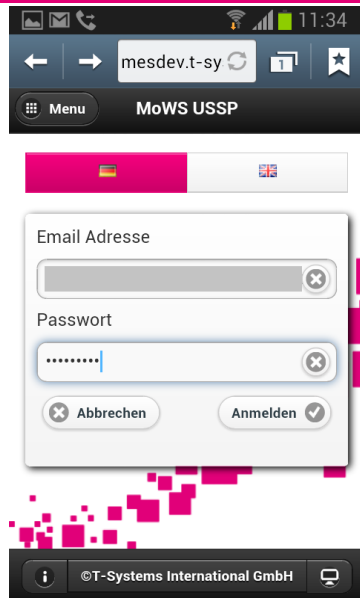 11:34
mesdev.t-sy
1
Menu
MoWS USSP
Email Adresse
Passwort
•••••••••
Abbrechen
Anmelden
i
©T-Systems International GmbH